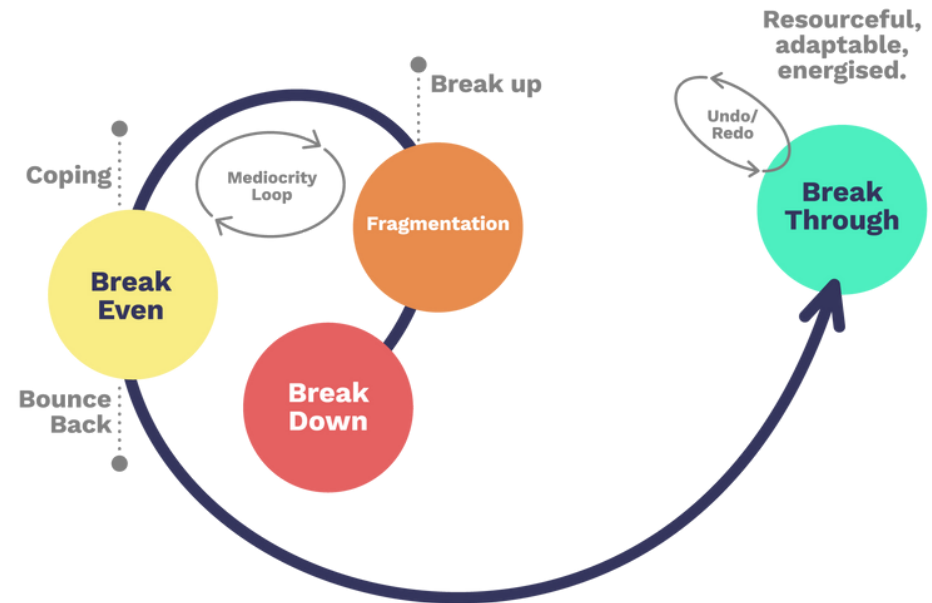 Resourceful,
adaptable,
energised.
Break up
Undo/
Redo
Coping
Mediocrity
Loop
Break
Through
Fragmentation
Break
Even
Break
Down
Bounce
Back